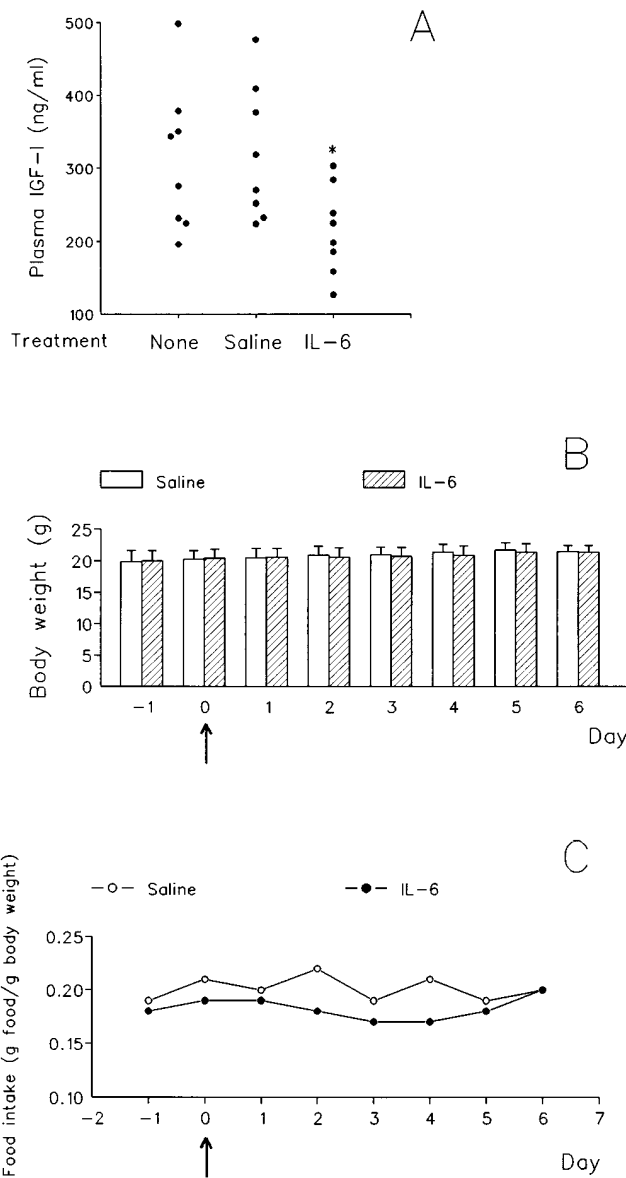 A
Plasma IGF-I (ng/ml)
500
400
300
200
100
*
Treatment None Saline IL-6
B
Saline IL-6
Body weight (g)
25
20
15
10
5
0
-1 0 1 2 3 4 5 6
Day
C
Saline IL-6
Food intake (g food/g body weight)
0.25
0.20
0.15
0.10
-2 -1 0 1 2 3 4 5 6 7
Day